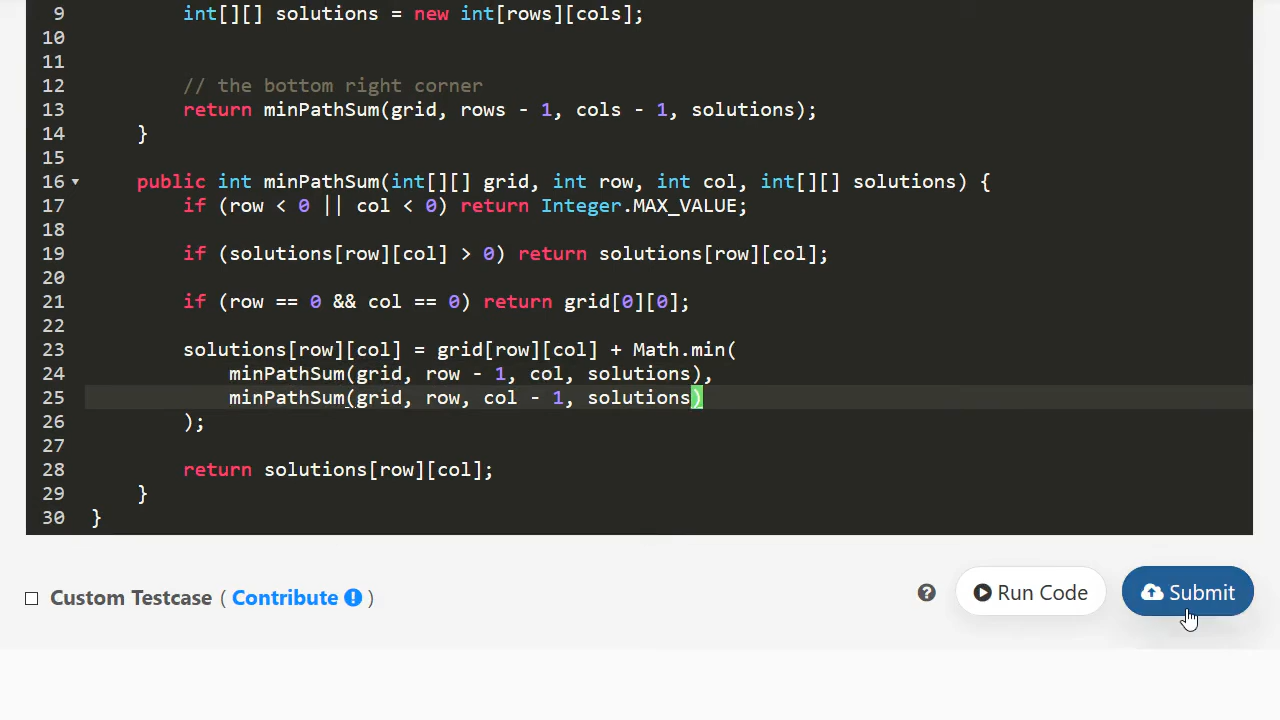 9 int[][] solutions = new int[rows][cols];
10
11
12 // the bottom right corner
13 return minPathSum(grid, rows - 1, cols - 1, solutions);
14 }
15
16 public int minPathSum(int[][] grid, int row, int col, int[][] solutions) {
17 if (row < 0 || col < 0) return Integer.MAX_VALUE;
18
19 if (solutions[row][col] > 0) return solutions[row][col];
20
21 if (row == 0 && col == 0) return grid[0][0];
22
23 solutions[row][col] = grid[row][col] + Math.min(
24 minPathSum(grid, row - 1, col, solutions),
25 minPathSum(grid, row, col - 1, solutions)
26 );
27
28 return solutions[row][col];
29 }
30 }
Custom Testcase ( Contribute ! ) ? Run Code Submit